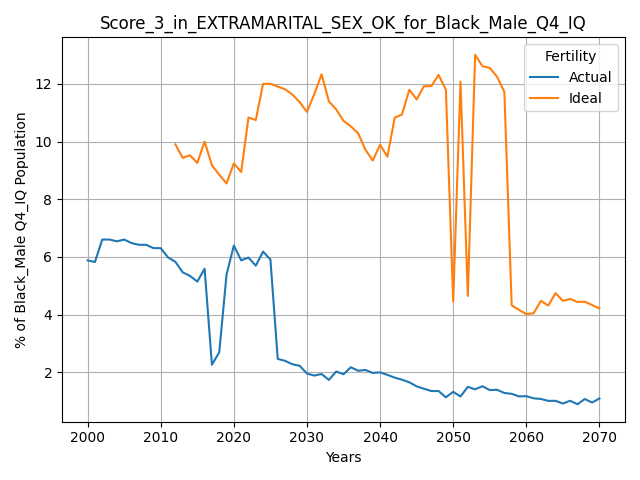 Score_3_in_EXTRAMARITAL_SEX_OK_for_Black_Male_Q4_IQ
Fertility
Actual
Ideal
% of Black_Male Q4_IQ Population
12
10
8
6
4
2
2000 2010 2020 2030 2040 2050 2060 2070
Years